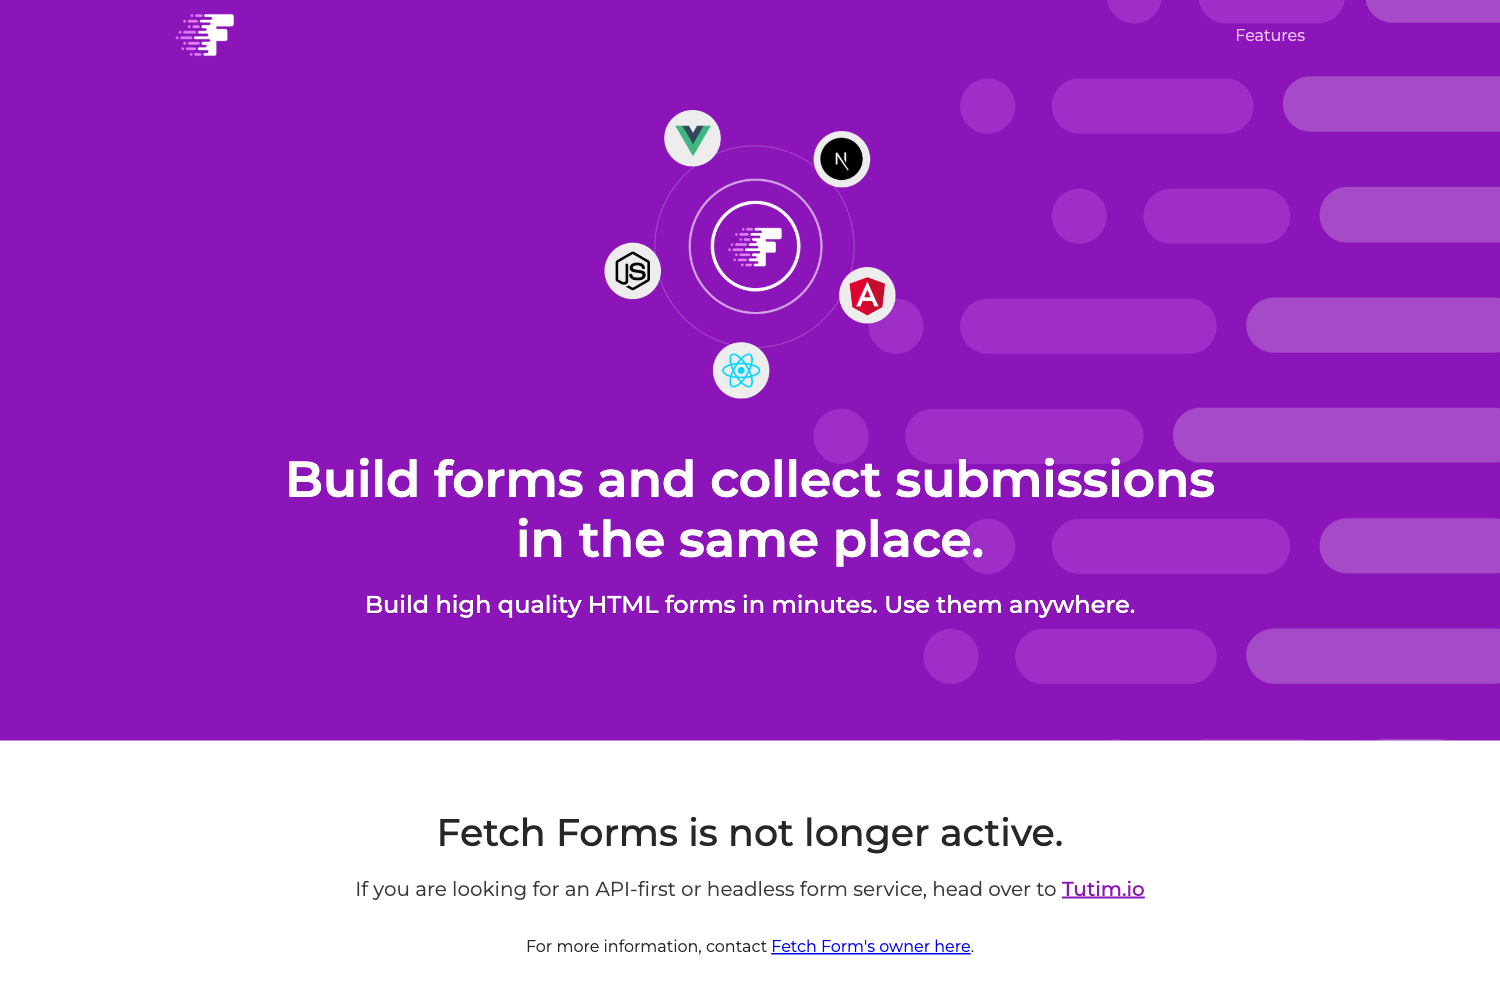 Features
Build forms and collect submissions
in the same place.
Build high quality HTML forms in minutes. Use them anywhere.
Fetch Forms is not longer active.
If you are looking for an API-first or headless form service, head over to Tutim.io
For more information, contact Fetch Form's owner here.